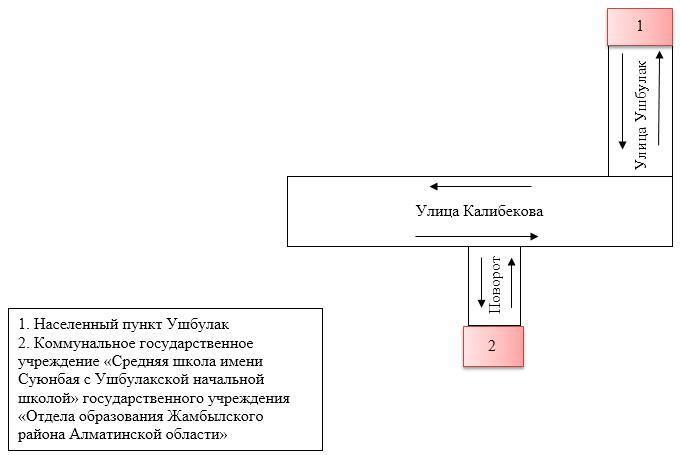 1
Улица Ушбулак
Улица Калибекова
Поворот
2
1. Населенный пункт Ушбулак
2. Коммунальное государственное
учреждение «Средняя школа имени
Суюнбая с Ушбулакской начальной
школой» государственного учреждения
«Отдела образования Жамбылского
района Алматинской области»